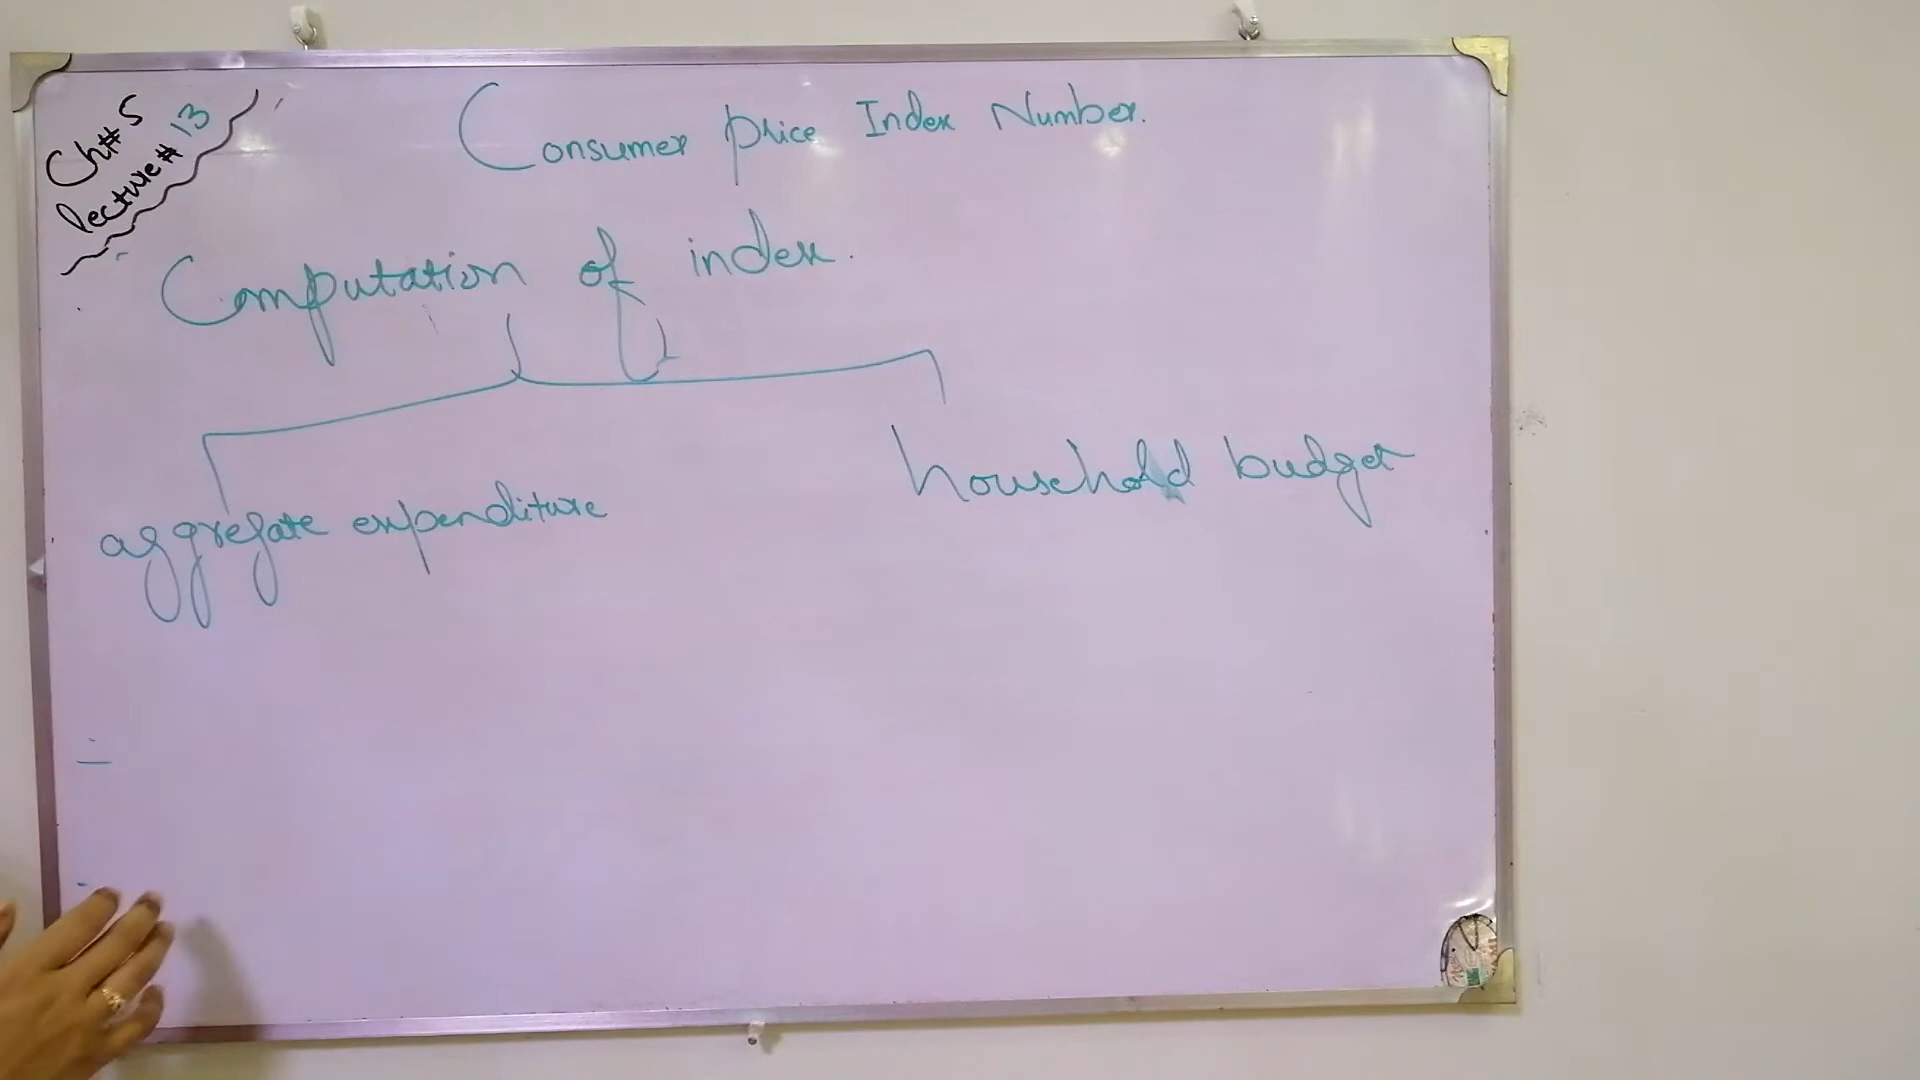 Ch# 5
lecture# 13
Consumer price Index Number.
Computation of index.
aggregate expenditure
household budget